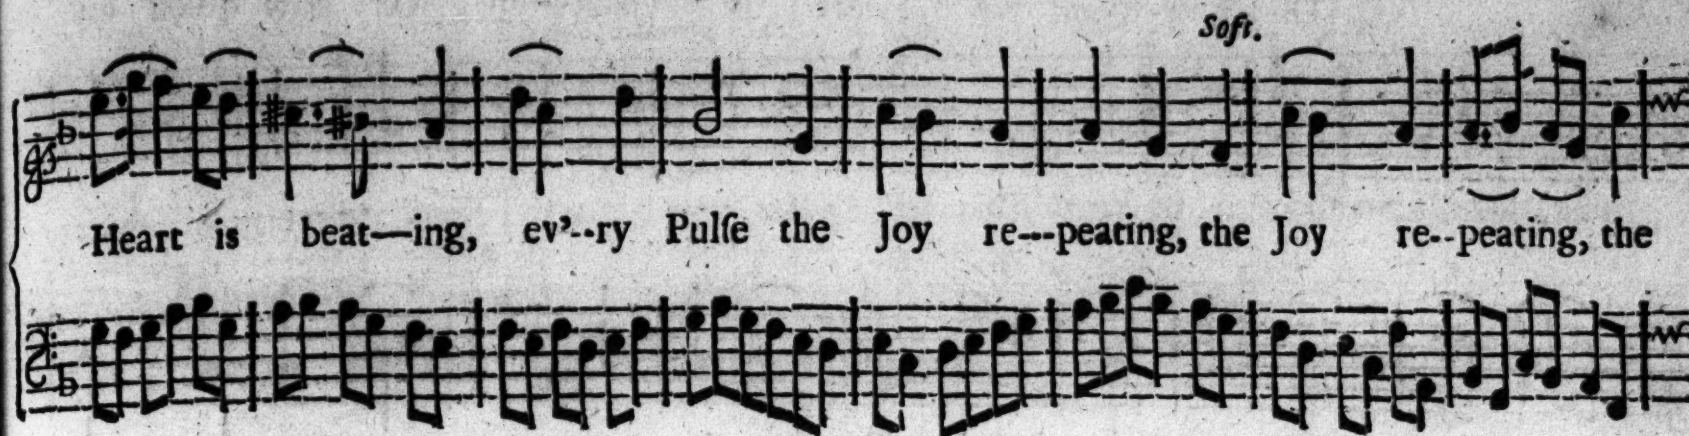 Soft.
Heart is beat—ing, ev'--ry Pulſe the Joy re---peating, the Joy re--peating, the